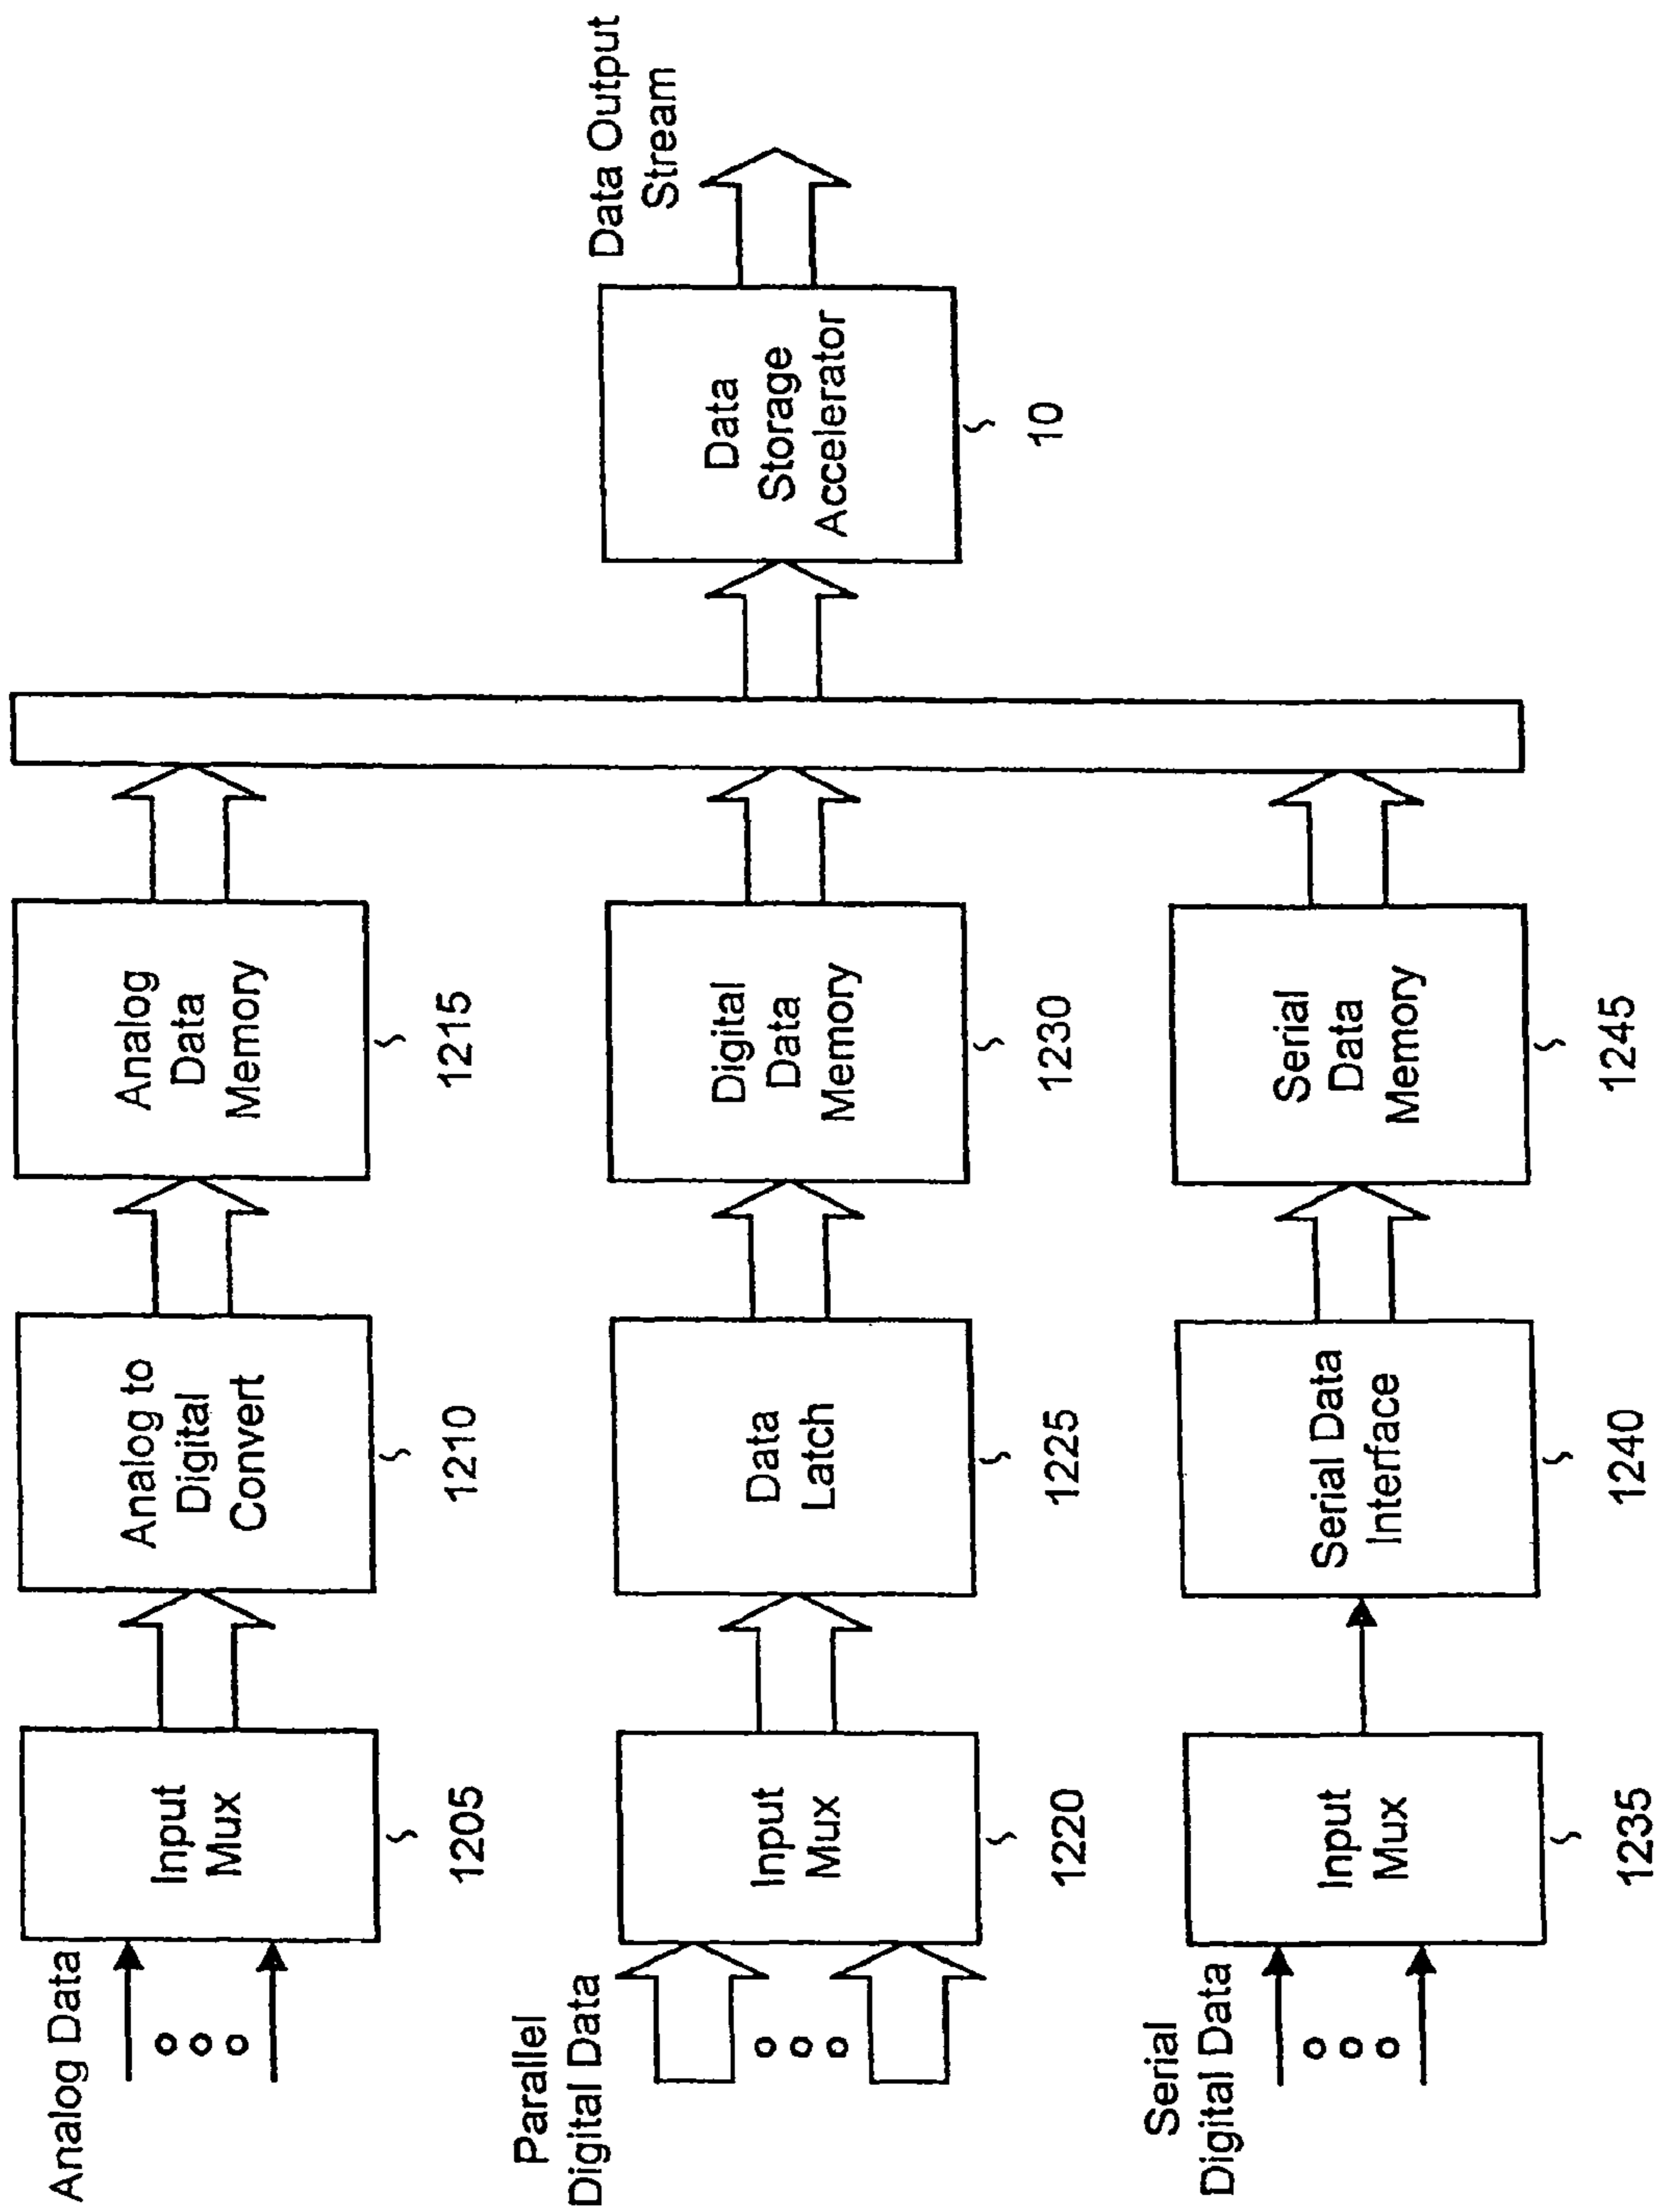 Analog Data
Input
Mux
1205
Analog to
Digital
Convert
1210
Analog
Data
Memory
1215
Parallel
Digital Data
Input
Mux
1220
Data
Latch
1225
Digital
Data
Memory
1230
Serial
Digital Data
Input
Mux
1235
Serial Data
Interface
1240
Serial
Data
Memory
1245
Data
Storage
Accelerator
10
Data Output
Stream